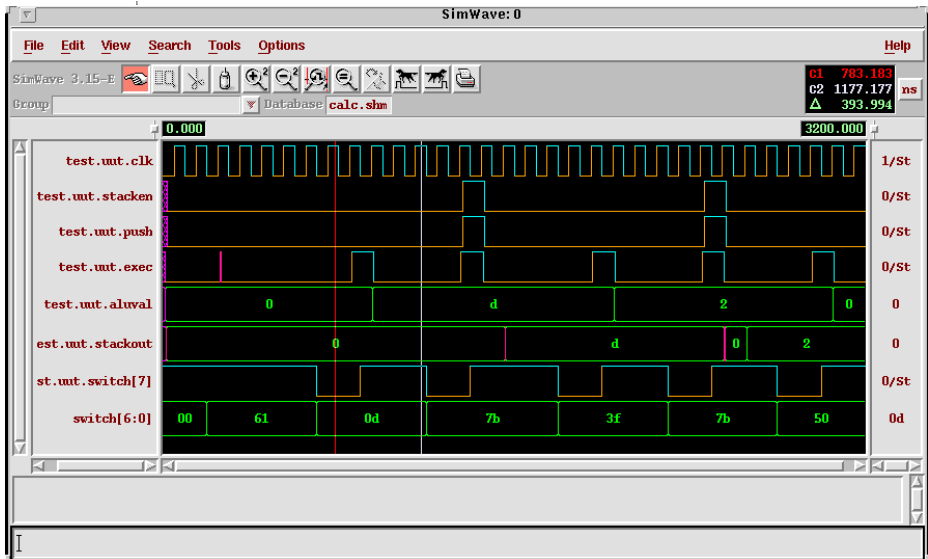 SimWave: 0
File Edit View Search Tools Options Help
SimWave 3.15-E
C1 783.183
C2 1177.177 ns
Δ 393.994
Group Database calc.shm
0.000 3200.000
test.uut.clk 1/St
test.uut.stacken 0/St
test.uut.push 0/St
test.uut.exec 0/St
test.uut.aluval 0 d 2 0 0
est.uut.stackout 0 d 0 2 0
st.uut.switch[7] 0/St
switch[6:0] 00 61 0d 7b 3f 7b 50 0d